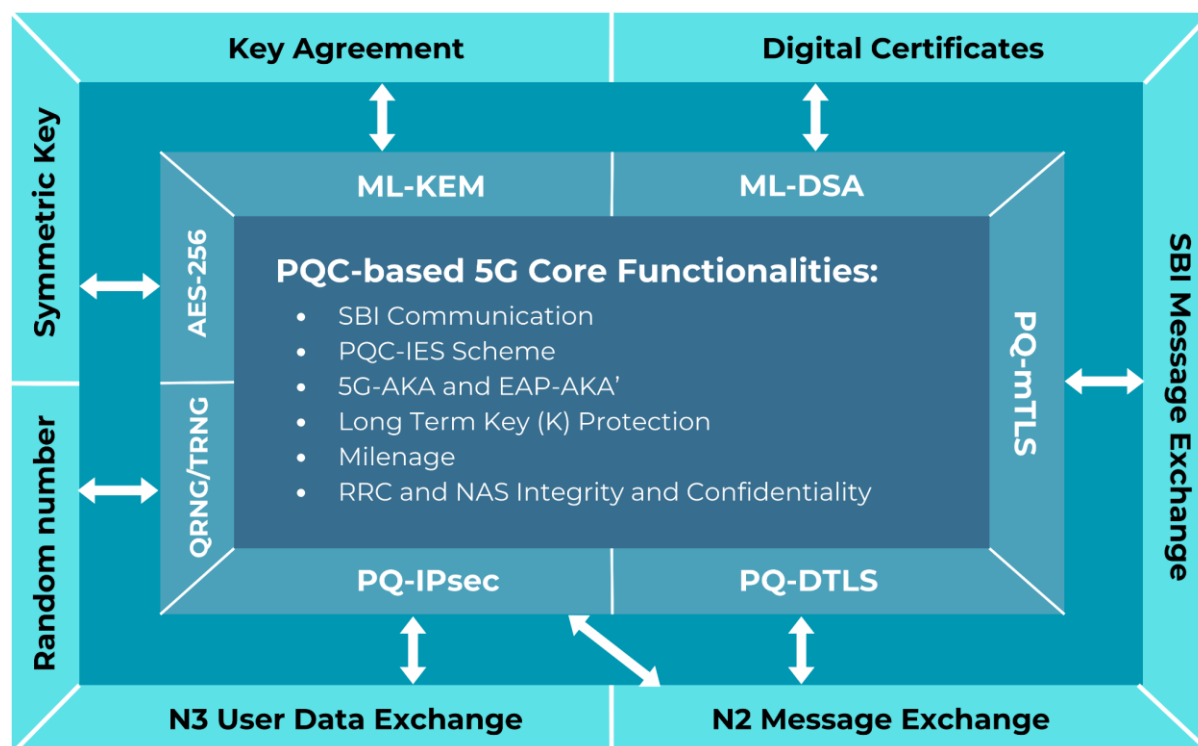 Key Agreement
Digital Certificates
Symmetric Key
Random number
ML-KEM
ML-DSA
AES-256
QRNG/TRNG
PQC-based 5G Core Functionalities:
• SBI Communication
• PQC-IES Scheme
• 5G-AKA and EAP-AKA’
• Long Term Key (K) Protection
• Milenage
• RRC and NAS Integrity and Confidentiality
PQ-mTLS
SBI Message Exchange
PQ-IPsec
PQ-DTLS
N3 User Data Exchange
N2 Message Exchange